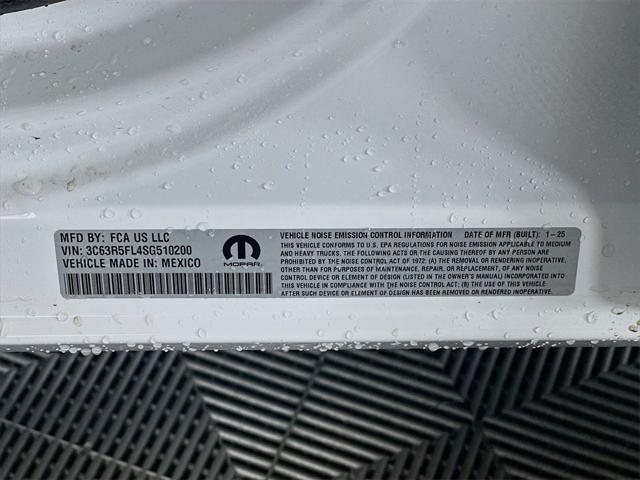 MFD BY: FCA US LLC
VIN: 3C63R5FL4SG510200
VEHICLE MADE IN: MEXICO
MOPAR
VEHICLE NOISE EMISSION CONTROL INFORMATION DATE OF MFR (BUILT): 1-25
THIS VEHICLE CONFORMS TO U.S. EPA REGULATIONS FOR NOISE EMISSION APPLICABLE TO MEDIUM
AND HEAVY TRUCKS. THE FOLLOWING ACTS OR THE CAUSING THEREOF BY ANY PERSON ARE
PROHIBITED BY THE NOISE CONTROL ACT OF 1972: (A) THE REMOVAL OR RENDERING INOPERATIVE,
OTHER THAN FOR PURPOSES OF MAINTENANCE, REPAIR, OR REPLACEMENT, OF ANY NOISE CONTROL
DEVICE OR ELEMENT OF DESIGN (LISTED IN THE OWNER'S MANUAL) INCORPORATED INTO
THIS VEHICLE IN COMPLIANCE WITH THE NOISE CONTROL ACT; (B) THE USE OF THIS VEHICLE
AFTER SUCH DEVICE OR ELEMENT OF DESIGN HAS BEEN REMOVED OR RENDERED INOPERATIVE.